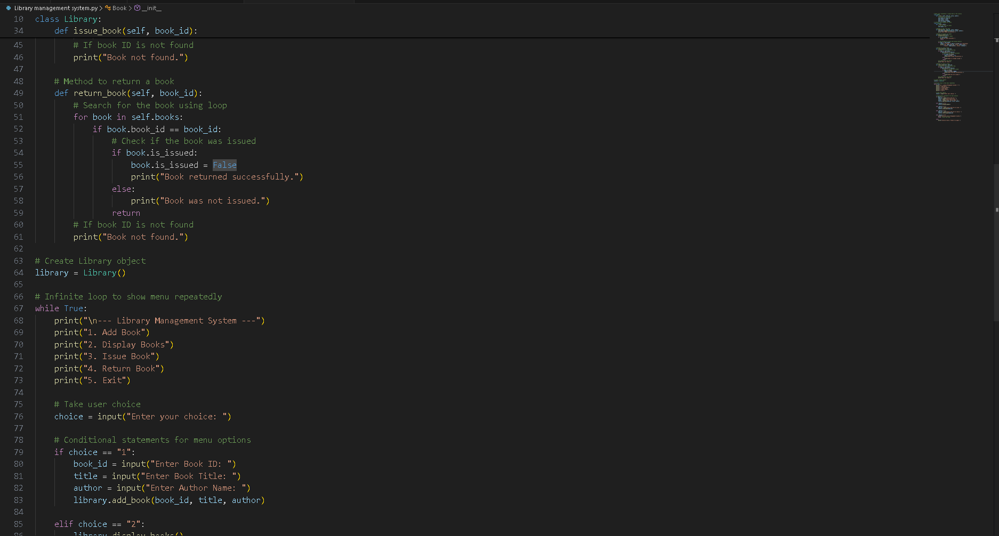 Library management system.py > Book > __init__
10 class Library:
34     def issue_book(self, book_id):
45         # If book ID is not found
46         print("Book not found.")
47
48     # Method to return a book
49     def return_book(self, book_id):
50         # Search for the book using loop
51         for book in self.books:
52             if book.book_id == book_id:
53                 # Check if the book was issued
54                 if book.is_issued:
55                     book.is_issued = False
56                     print("Book returned successfully.")
57                 else:
58                     print("Book was not issued.")
59                 return
60         # If book ID is not found
61         print("Book not found.")
62
63 # Create Library object
64 library = Library()
65
66 # Infinite loop to show menu repeatedly
67 while True:
68     print("\n--- Library Management System ---")
69     print("1. Add Book")
70     print("2. Display Books")
71     print("3. Issue Book")
72     print("4. Return Book")
73     print("5. Exit")
74
75     # Take user choice
76     choice = input("Enter your choice: ")
77
78     # Conditional statements for menu options
79     if choice == "1":
80         book_id = input("Enter Book ID: ")
81         title = input("Enter Book Title: ")
82         author = input("Enter Author Name: ")
83         library.add_book(book_id, title, author)
84
85     elif choice == "2":
86         library.display_books()